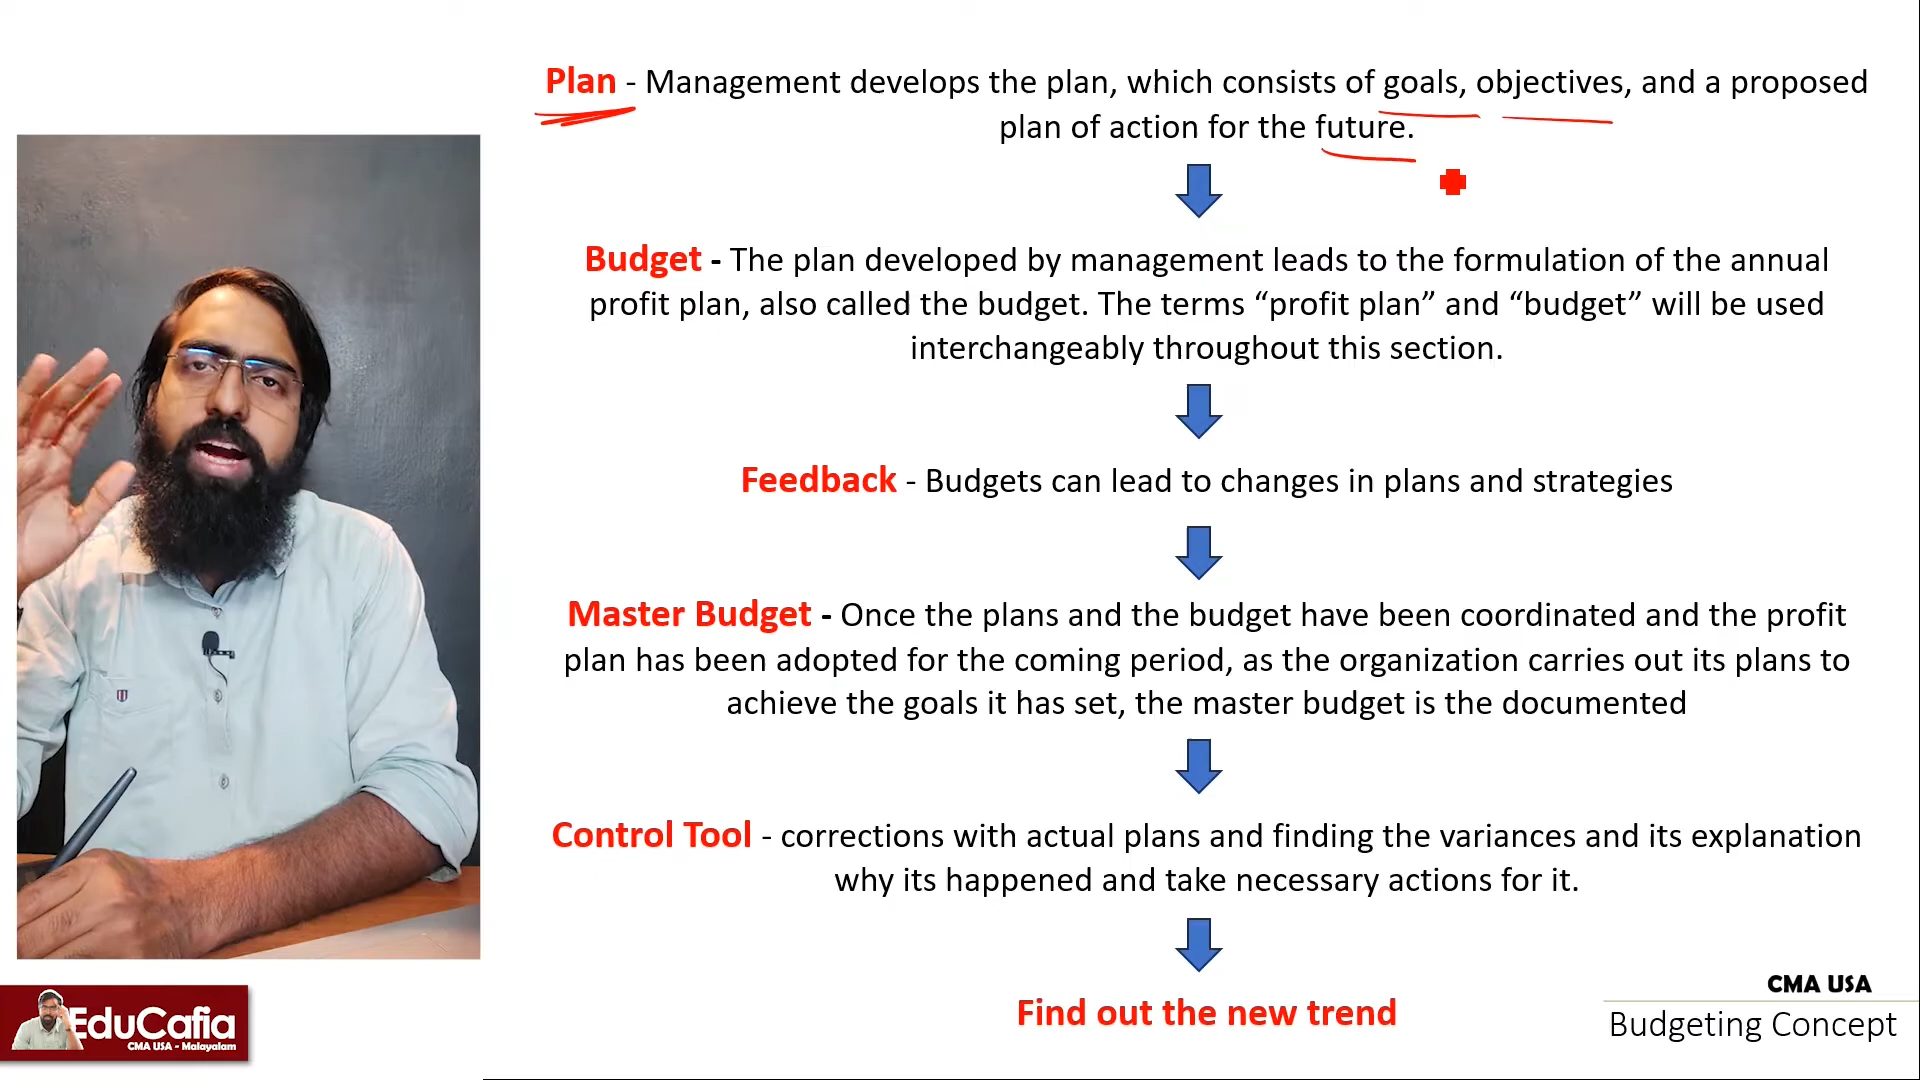 Plan - Management develops the plan, which consists of goals, objectives, and a proposed
plan of action for the future.
Budget - The plan developed by management leads to the formulation of the annual
profit plan, also called the budget. The terms “profit plan” and “budget” will be used
interchangeably throughout this section.
Feedback - Budgets can lead to changes in plans and strategies
Master Budget - Once the plans and the budget have been coordinated and the profit
plan has been adopted for the coming period, as the organization carries out its plans to
achieve the goals it has set, the master budget is the documented
Control Tool - corrections with actual plans and finding the variances and its explanation
why its happened and take necessary actions for it.
Find out the new trend
CMA USA
Budgeting Concept
EduCafia
CMA USA - Malayalam